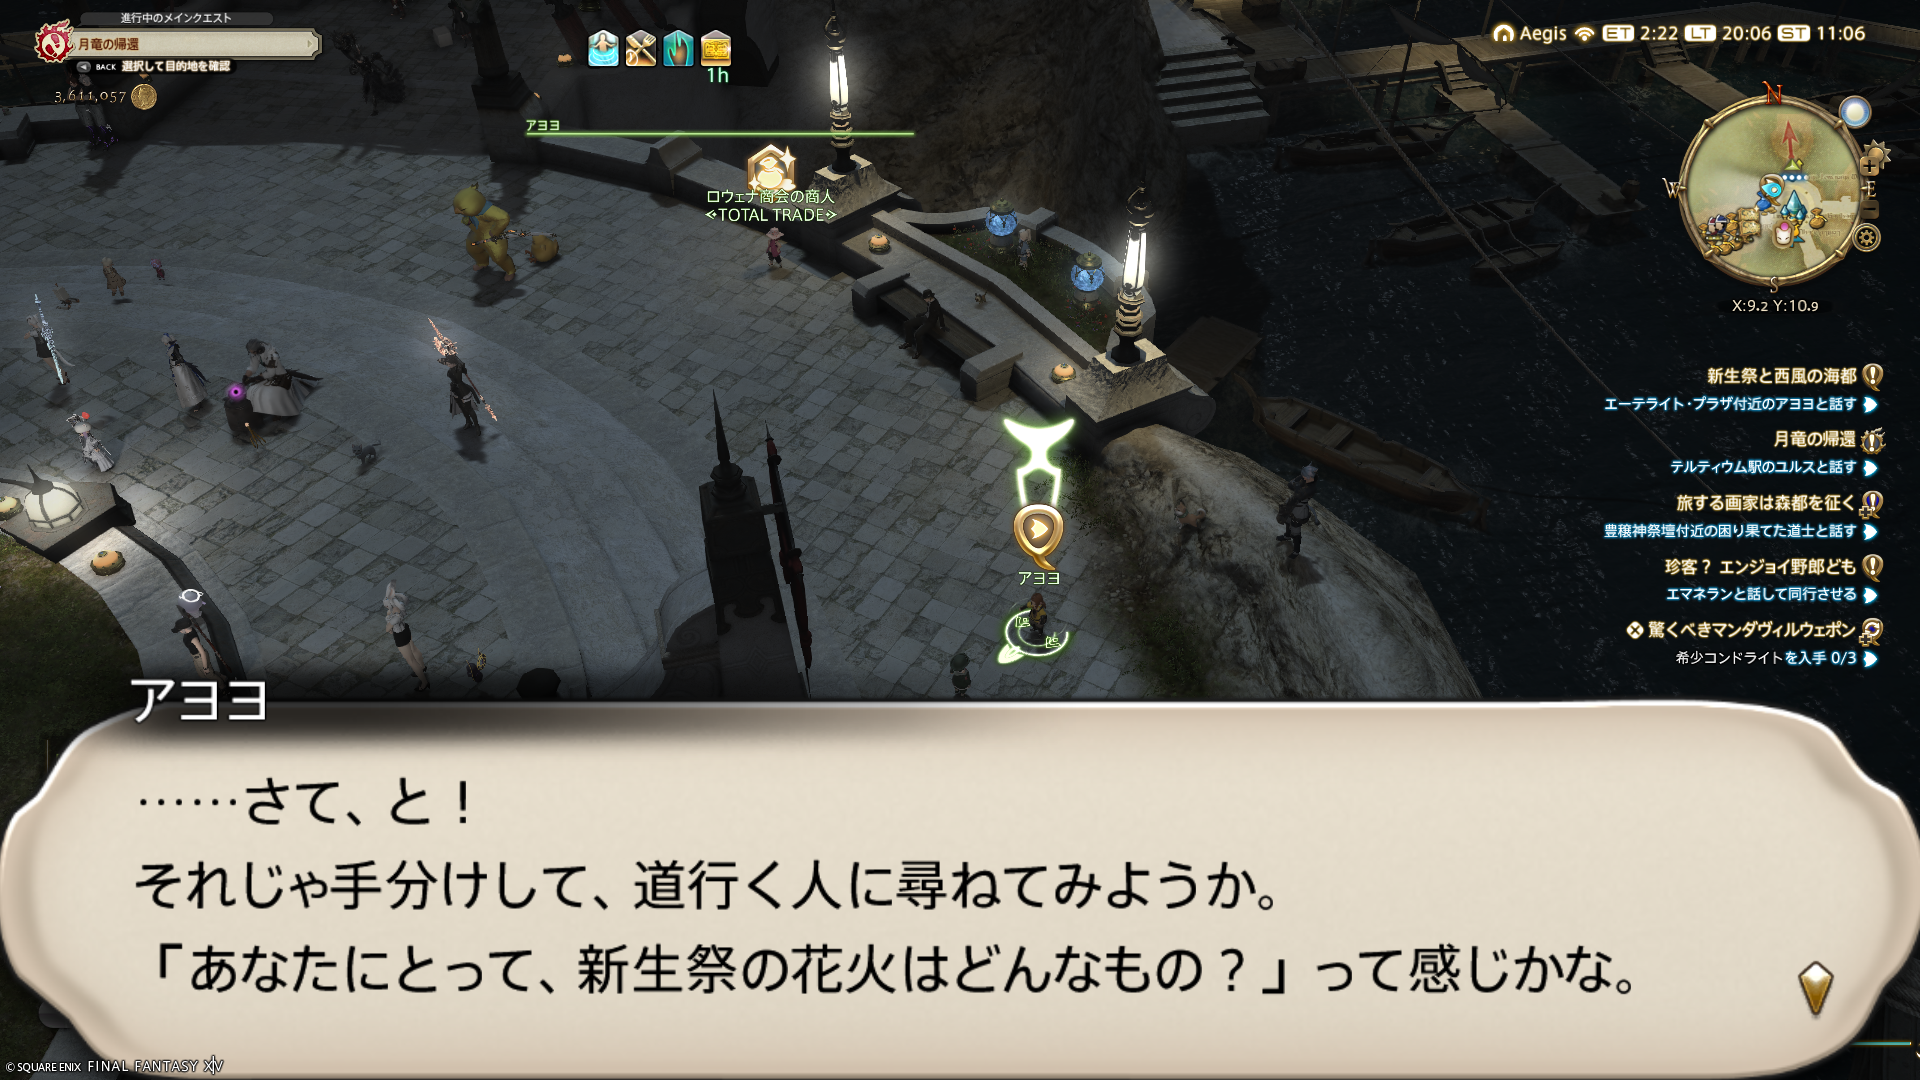 進行中のメインクエスト
月竜の帰還
BACK 選択して目的地を確認
3,611,057
1h
Aegis ET 2:22 LT 20:06 ST 11:06
アヨヨ
ロウェナ商会の商人
<TOTAL TRADE>
N
W
E
S
X:9.2 Y:10.9
新生祭と西風の海都
エーテライト・プラザ付近のアヨヨと話す
月竜の帰還
テルティウム駅のユルスと話す
旅する画家は森都を征く
豊穣神祭壇付近の困り果てた道士と話す
珍客？ エンジョイ野郎ども
エマネランと話して同行させる
驚くべきマンダヴィルウェポン
希少コンドライトを入手 0/3
アヨヨ
アヨヨ
……さて、と！
それじゃ手分けして、道行く人に尋ねてみようか。
「あなたにとって、新生祭の花火はどんなもの？」って感じかな。
© SQUARE ENIX FINAL FANTASY XIV